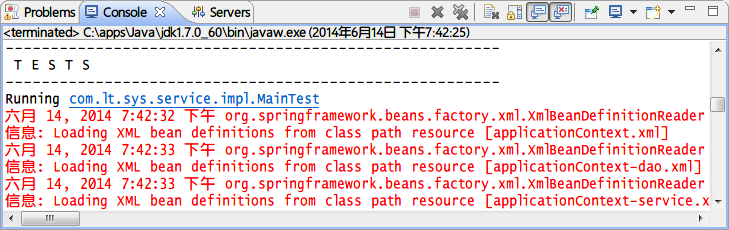 Problems Console Servers
<terminated> C:\apps\Java\jdk1.7.0_60\bin\javaw.exe (2014年6月14日 下午7:42:25)
-------------------------------------------------------
T E S T S
-------------------------------------------------------
Running com.lt.sys.service.impl.MainTest
六月 14, 2014 7:42:32 下午 org.springframework.beans.factory.xml.XmlBeanDefinitionReader
信息: Loading XML bean definitions from class path resource [applicationContext.xml]
六月 14, 2014 7:42:33 下午 org.springframework.beans.factory.xml.XmlBeanDefinitionReader
信息: Loading XML bean definitions from class path resource [applicationContext-dao.xml]
六月 14, 2014 7:42:33 下午 org.springframework.beans.factory.xml.XmlBeanDefinitionReader
信息: Loading XML bean definitions from class path resource [applicationContext-service.x